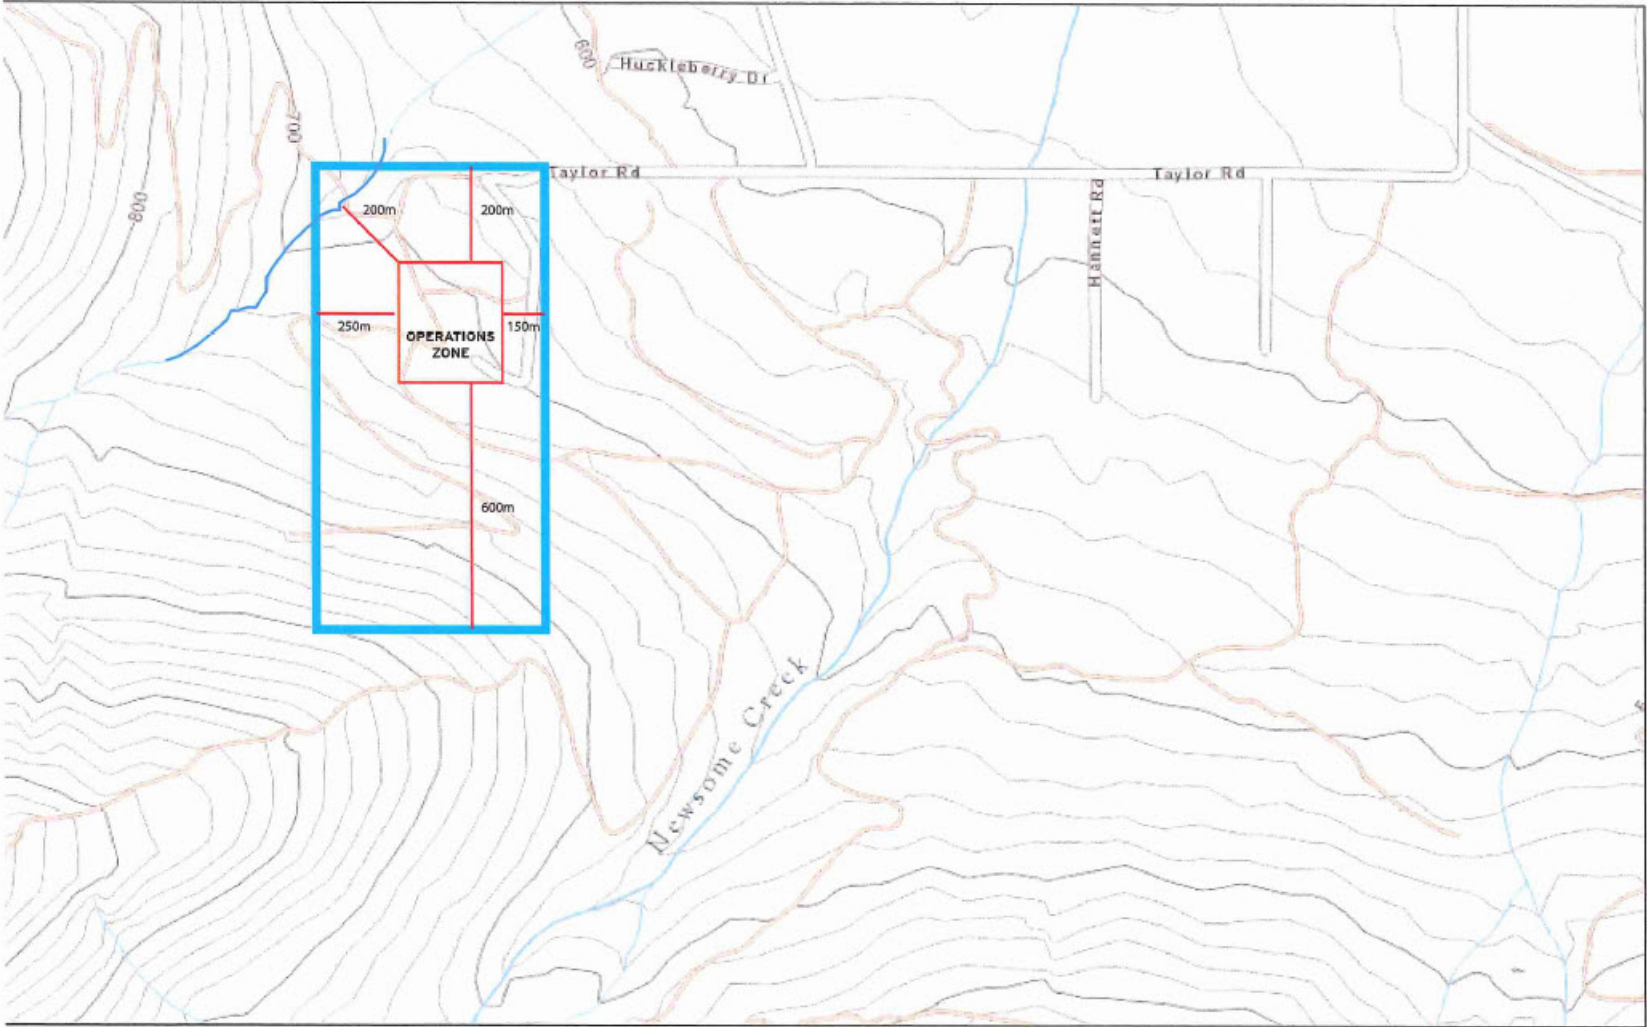 600
Huckleberry Dr
700
Taylor Rd
Taylor Rd
800
200m
200m
Hannett Rd
250m
OPERATIONS
ZONE
150m
600m
Newsome Creek